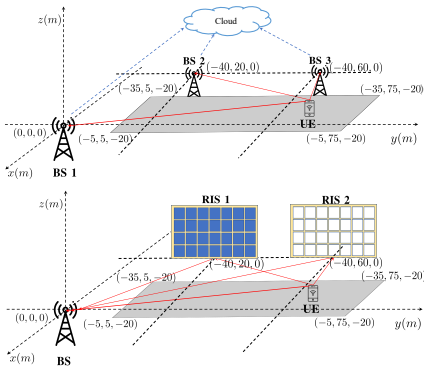 z(m)
Cloud
BS 2
(−40, 20, 0)
BS 3
(−40, 60, 0)
(−35, 5, −20)
(−35, 75, −20)
(0, 0, 0)
UE
(−5, 5, −20)
(−5, 75, −20)
y(m)
x(m)
BS 1
z(m)
RIS 1
RIS 2
(−40, 20, 0)
(−40, 60, 0)
(−35, 5, −20)
(−35, 75, −20)
(0, 0, 0)
UE
(−5, 5, −20)
(−5, 75, −20)
y(m)
x(m)
BS